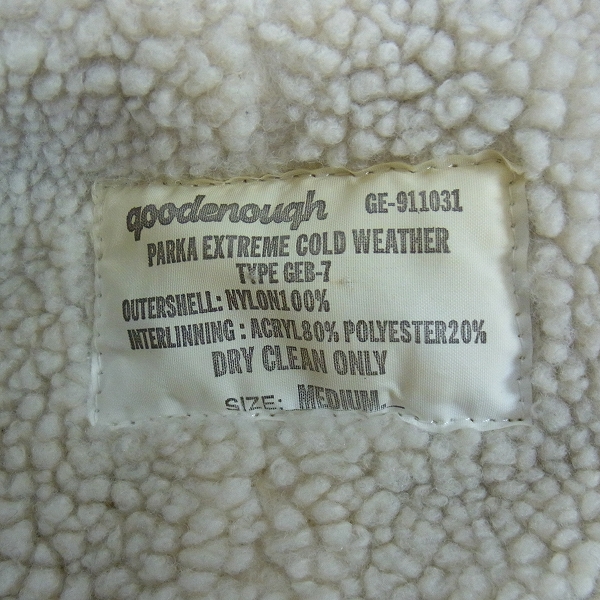 goodenough GE-911031
PARKA EXTREME COLD WEATHER
TYPE GEB-7
OUTERSHELL: NYLON100%
INTERLINNING : ACRYL80% POLYESTER20%
DRY CLEAN ONLY
SIZE: MEDIUM.